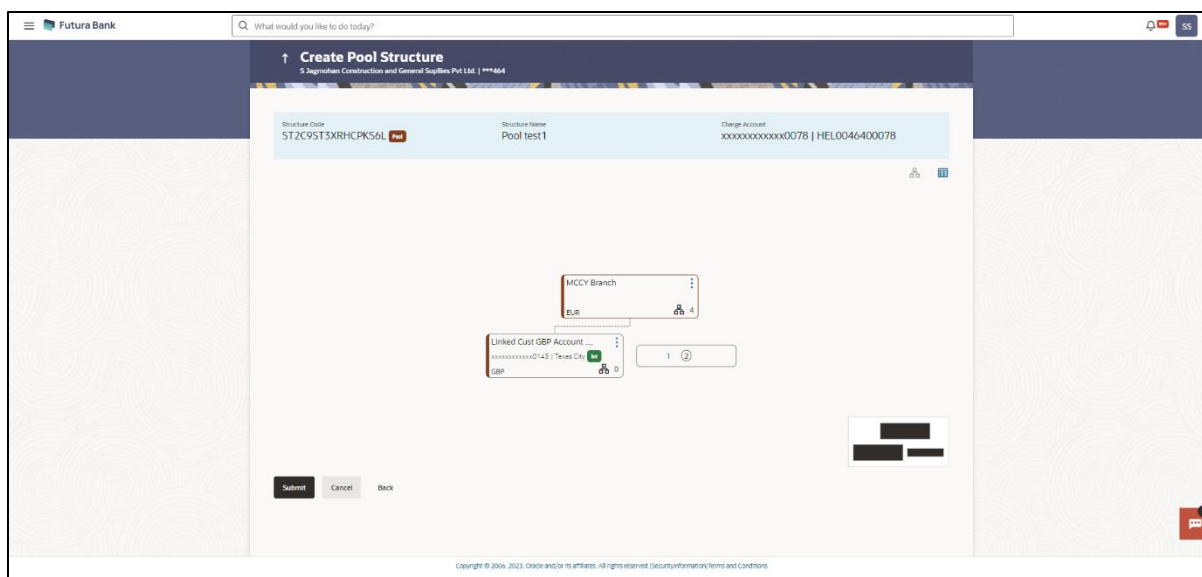 Futura Bank
What would you like to do today?
SS
Create Pool Structure
S Jagmohan Construction and General Supllies Pvt Ltd. | ***464
Structure Code
Structure Name
Charge Account
ST2C9ST3XRHCPKS6L Pool
Pool test1
xxxxxxxxxxxx0078 | HEL0046400078
MCCY Branch
EUR
4
Linked Cust GBP Account ...
xxxxxxxxxxxx0143 | Texas City Int
GBP
0
1 2
Submit
Cancel
Back
Copyright © 2006, 2023, Oracle and/or its affiliates. All rights reserved.|SecurityInformation|Terms and Conditions